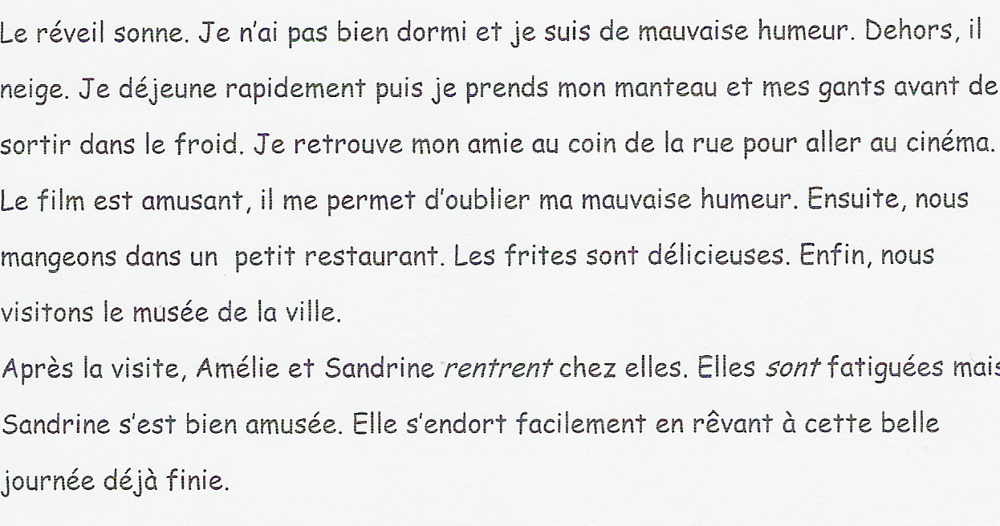 Le réveil sonne. Je n'ai pas bien dormi et je suis de mauvaise humeur. Dehors, il
neige. Je déjeune rapidement puis je prends mon manteau et mes gants avant de
sortir dans le froid. Je retrouve mon amie au coin de la rue pour aller au cinéma.
Le film est amusant, il me permet d'oublier ma mauvaise humeur. Ensuite, nous
mangeons dans un  petit restaurant. Les frites sont délicieuses. Enfin, nous
visitons le musée de la ville.
Après la visite, Amélie et Sandrine rentrent chez elles. Elles sont fatiguées mais
Sandrine s'est bien amusée. Elle s'endort facilement en rêvant à cette belle
journée déjà finie.